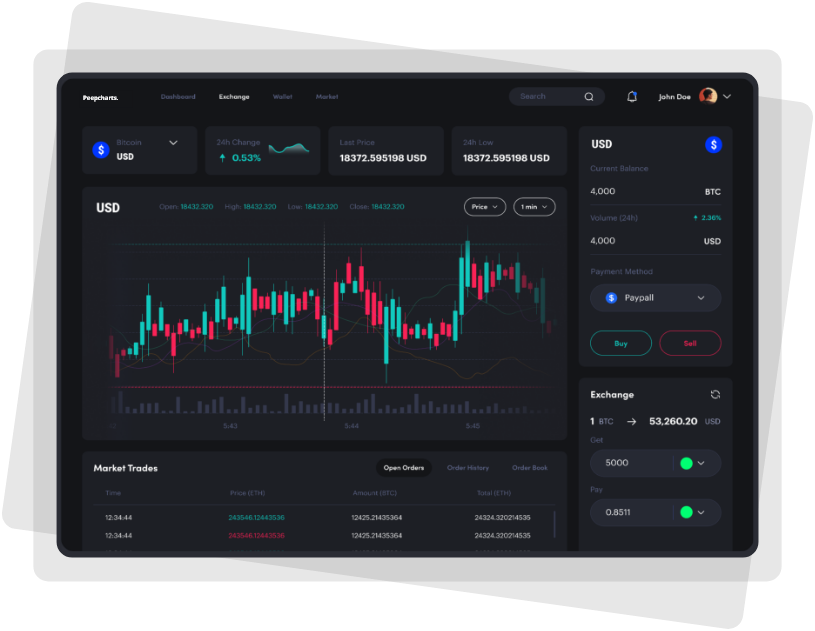 Peepcharts.
Dashboard
Exchange
Wallet
Market
Search
John Doe
$
Bitcoin
USD
24h Change
0.53%
Last Price
18372.595198 USD
24h Low
18372.595198 USD
USD
Open: 18432.320
High: 18432.320
Low: 18432.320
Close: 18432.320
Price
1 min
5:43
5:44
5:45
Market Trades
Open Orders
Order History
Order Book
Time
Price (ETH)
Amount (BTC)
Total (ETH)
12:34:44
243546.12443536
12425.21435364
24324.320214535
12:34:44
243546.12443536
12425.21435364
24324.320214535
USD
$
Current Balance
4,000
BTC
Volume (24h)
2.36%
4,000
USD
Payment Method
$
Paypall
Buy
Sell
Exchange
1 BTC
53,260.20 USD
Get
5000
Pay
0.8511